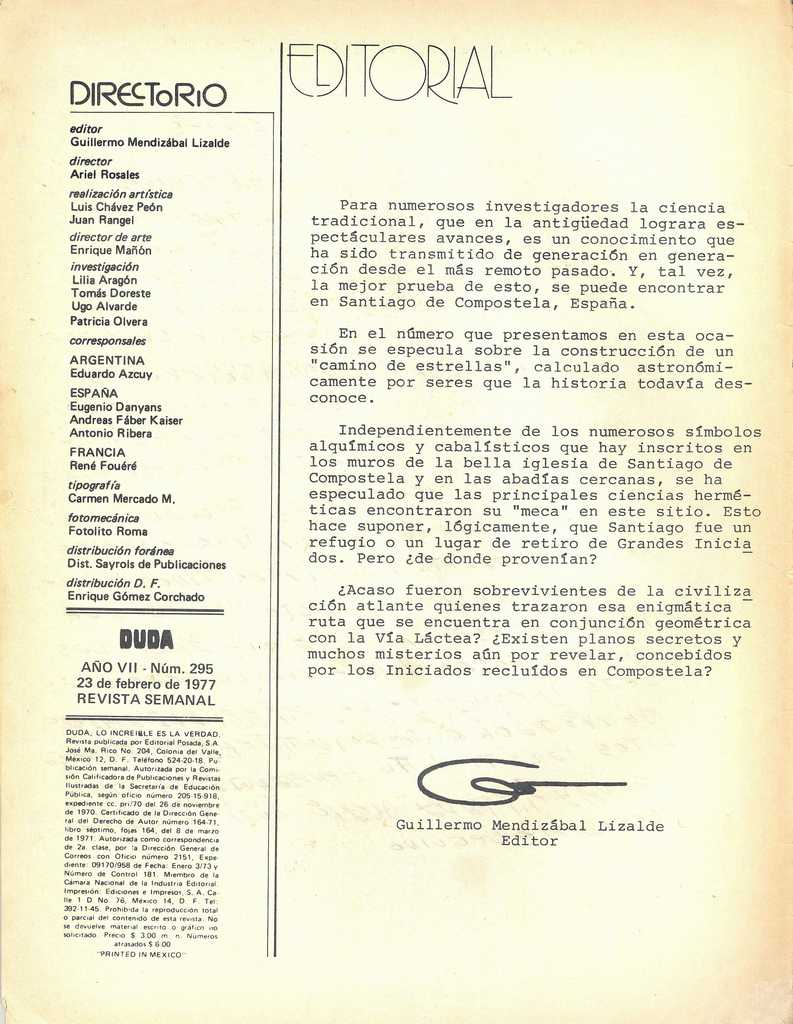 DIRECTORIO
editor
Guillermo Mendizábal Lizalde
director
Ariel Rosales
realización artística
Luis Chávez Peón
Juan Rangel
director de arte
Enrique Mañón
investigación
Lilia Aragón
Tomás Doreste
Ugo Alvarde
Patricia Olvera
corresponsales
ARGENTINA
Eduardo Azcuy
ESPAÑA
Eugenio Danyans
Andreas Fáber Kaiser
Antonio Ribera
FRANCIA
René Fouéré
tipografía
Carmen Mercado M.
fotomecánica
Fotolito Roma
distribución foránea
Dist. Sayrols de Publicaciones
distribución D. F.
Enrique Gómez Corchado
DUDA
AÑO VII - Núm. 295
23 de febrero de 1977
REVISTA SEMANAL
DUDA, LO INCREIBLE ES LA VERDAD.
Revista publicada por Editorial Posada, S.A.
José Ma. Rico No. 204, Colonia del Valle,
México 12, D. F. Teléfono 524-20-18. Pu-
blicación semanal. Autorizada por la Comi-
sión Calificadora de Publicaciones y Revistas
Ilustradas de la Secretaría de Educación
Pública, según oficio número 205-15-918,
expediente cc. pri/70 del 26 de noviembre
de 1970. Certificado de la Dirección Gene-
ral del Derecho de Autor número 164-71,
libro séptimo, fojas 164, del 8 de marzo
de 1971. Autorizada como correspondencia
de 2a. clase, por la Dirección General de
Correos con Oficio número 2151, Expe-
diente: 09170/958 de Fecha: Enero 3/73 y
Número de Control 181. Miembro de la
Cámara Nacional de la Industria Editorial.
Impresión: Ediciones e Impresos, S. A. Ca-
lle 1 D No. 76, México 14, D. F. Tel:
392-11-45. Prohibida la reproducción total
o parcial del contenido de esta revista. No
se devuelve material escrito o gráfico no
solicitado. Precio $ 3.00 m. n. Números
atrasados $ 6.00
"PRINTED IN MEXICO"
EDITORIAL
Para numerosos investigadores la ciencia
tradicional, que en la antigüedad lograra es-
pectáculares avances, es un conocimiento que
ha sido transmitido de generación en genera-
ción desde el más remoto pasado. Y, tal vez,
la mejor prueba de esto, se puede encontrar
en Santiago de Compostela, España.
En el número que presentamos en esta oca-
sión se especula sobre la construcción de un
"camino de estrellas", calculado astronómi-
camente por seres que la historia todavía des-
conoce.
Independientemente de los numerosos símbolos
alquímicos y cabalísticos que hay inscritos en
los muros de la bella iglesia de Santiago de
Compostela y en las abadías cercanas, se ha
especulado que las principales ciencias hermé-
ticas encontraron su "meca" en este sitio. Esto
hace suponer, lógicamente, que Santiago fue un
refugio o un lugar de retiro de Grandes Inicia
dos. Pero ¿de donde provenían?
¿Acaso fueron sobrevivientes de la civiliza
ción atlante quienes trazaron esa enigmática
ruta que se encuentra en conjunción geométrica
con la Vía Láctea? ¿Existen planos secretos y
muchos misterios aún por revelar, concebidos
por los Iniciados recluídos en Compostela?
Guillermo Mendizábal Lizalde
Editor